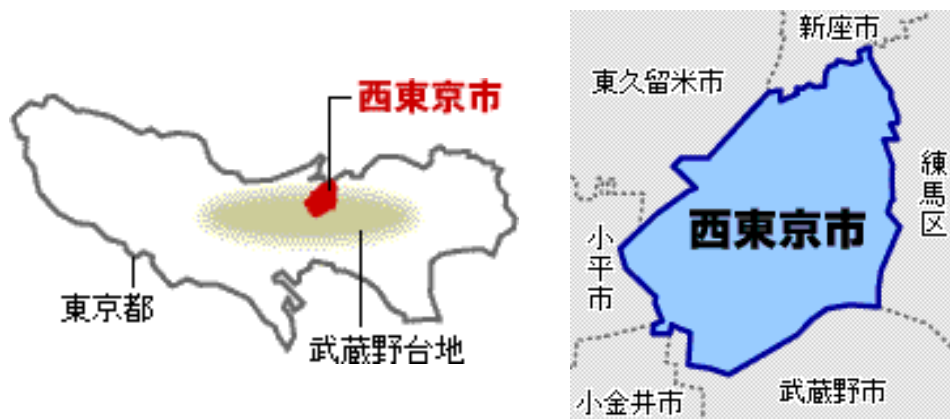 西東京市
東京都
武蔵野台地
新座市
東久留米市
練馬区
西東京市
小平市
小金井市
武蔵野市